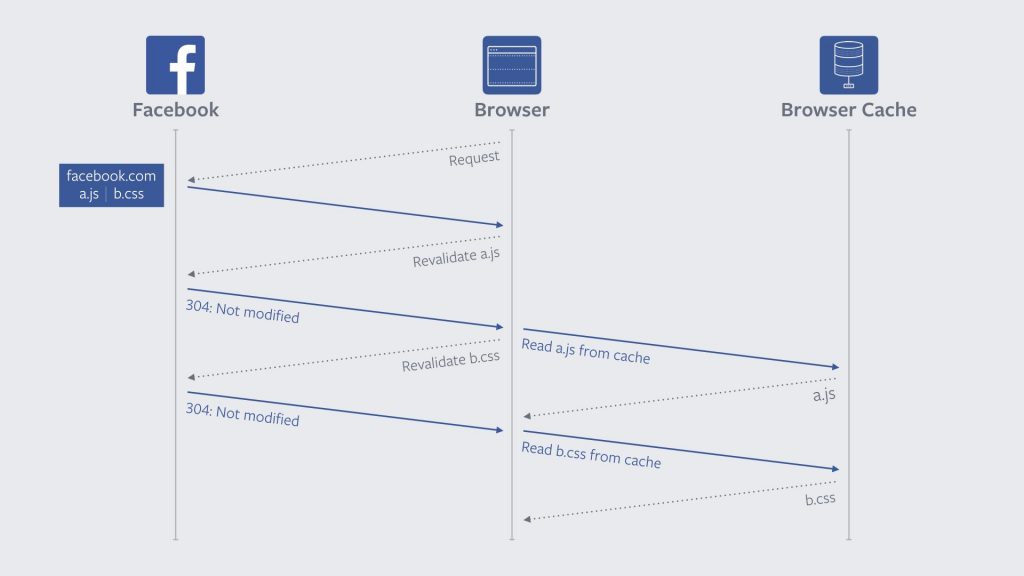 Facebook
Browser
Browser Cache
Request
facebook.com
a.js | b.css
Revalidate a.js
304: Not modified
Read a.js from cache
Revalidate b.css
a.js
304: Not modified
Read b.css from cache
b.css